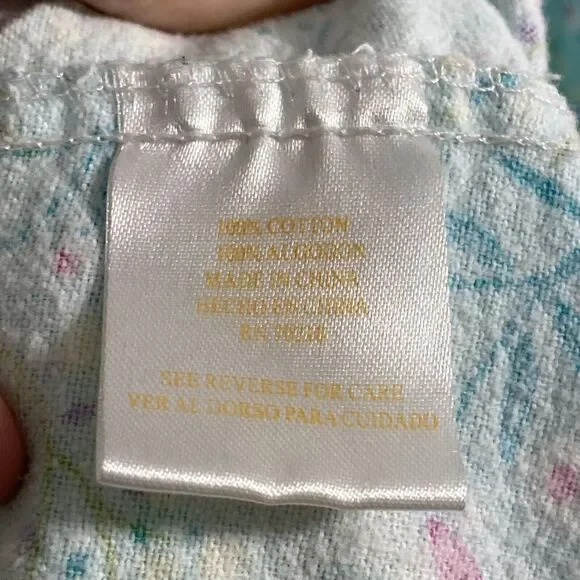 100% COTTON
100% ALGODON
MADE IN CHINA
HECHO EN CHINA
RN
SEE REVERSE FOR CARE
VER AL DORSO PARA CUIDADO